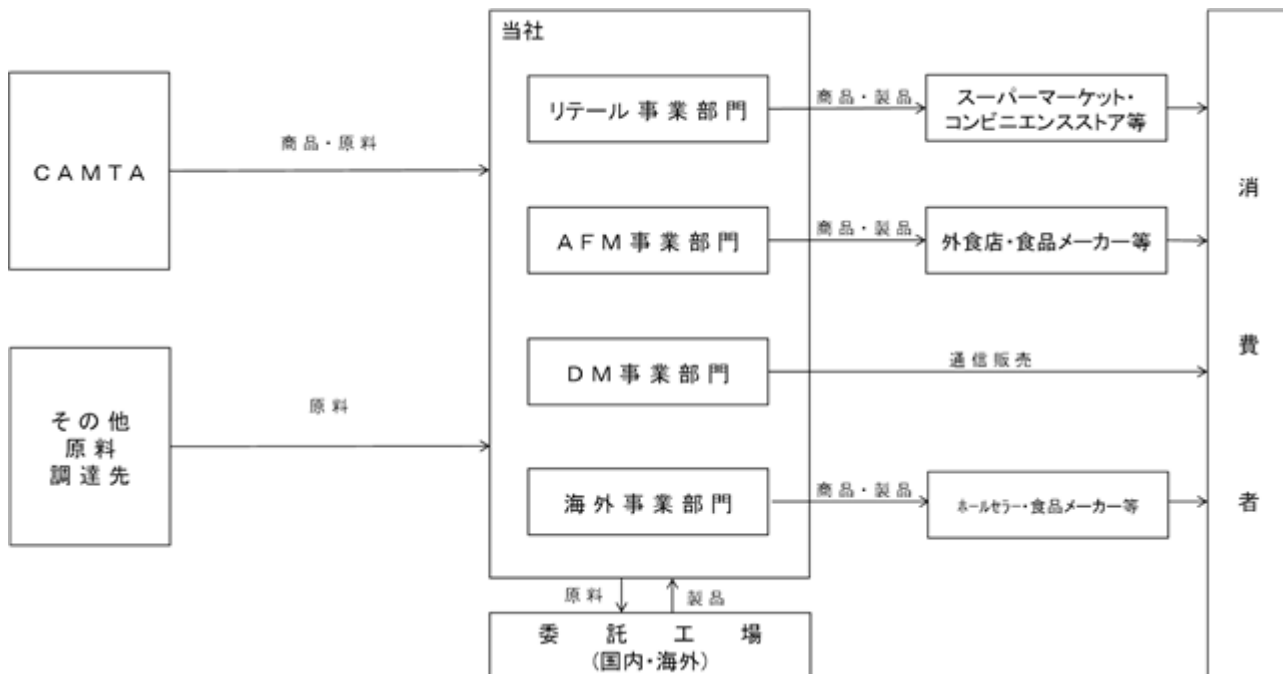 当社
CAMTA
商品・原料
リテール事業部門
商品・製品
スーパーマーケット・
コンビニエンスストア等
AFM事業部門
商品・製品
外食店・食品メーカー等
その他
原料
調達先
原料
DM事業部門
通信販売
海外事業部門
商品・製品
ホールセラー・食品メーカー等
消費者
原料
製品
委託工場
(国内・海外)